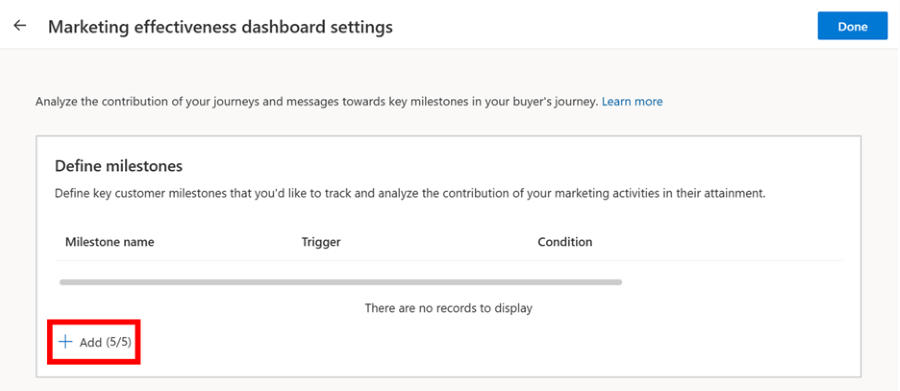 Marketing effectiveness dashboard settings
Done
Analyze the contribution of your journeys and messages towards key milestones in your buyer's journey. Learn more
Define milestones
Define key customer milestones that you'd like to track and analyze the contribution of your marketing activities in their attainment.
Milestone name Trigger Condition
There are no records to display
Add (5/5)